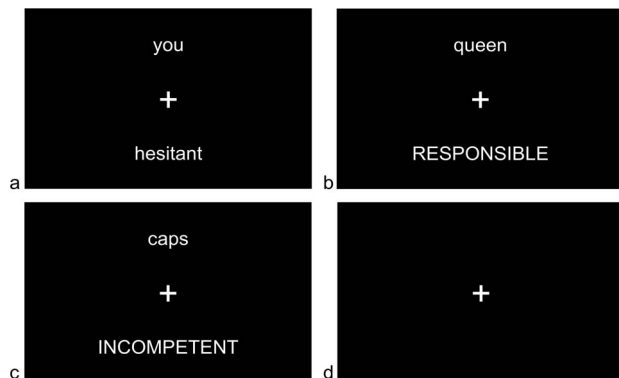 you
+
hesitant
a
queen
+
RESPONSIBLE
b
caps
+
INCOMPETENT
c
+
d